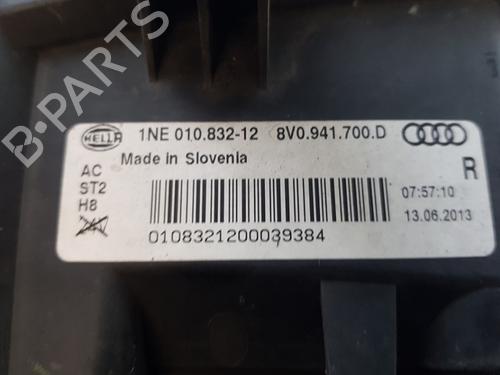 HELLA 1NE 010.832-12 8V0.941.700.D
Made in Slovenia
AC
ST2
H8
R
07:57:10
13.06.2013
0108321200039384
B-PARTS